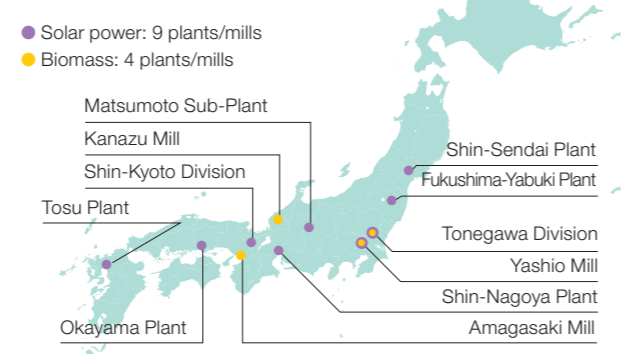 Solar power: 9 plants/mills
Biomass: 4 plants/mills
Matsumoto Sub-Plant
Kanazu Mill
Shin-Kyoto Division
Tosu Plant
Okayama Plant
Shin-Sendai Plant
Fukushima-Yabuki Plant
Tonegawa Division
Yashio Mill
Shin-Nagoya Plant
Amagasaki Mill